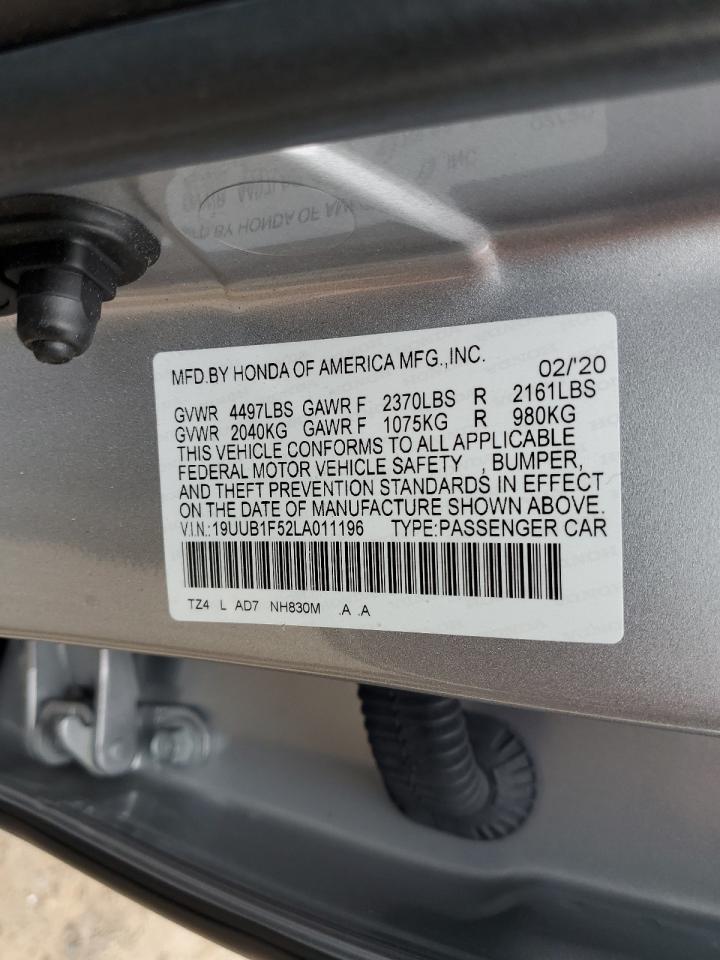 MFD.BY HONDA OF AMERICA MFG.,INC. 02/'20
GVWR 4497LBS GAWR F 2370LBS R 2161LBS
GVWR 2040KG GAWR F 1075KG R 980KG
THIS VEHICLE CONFORMS TO ALL APPLICABLE
FEDERAL MOTOR VEHICLE SAFETY , BUMPER,
AND THEFT PREVENTION STANDARDS IN EFFECT
ON THE DATE OF MANUFACTURE SHOWN ABOVE.
V.I.N.:19UUB1F52LA011196 TYPE:PASSENGER CAR
TZ4 L AD7 NH830M .A .A